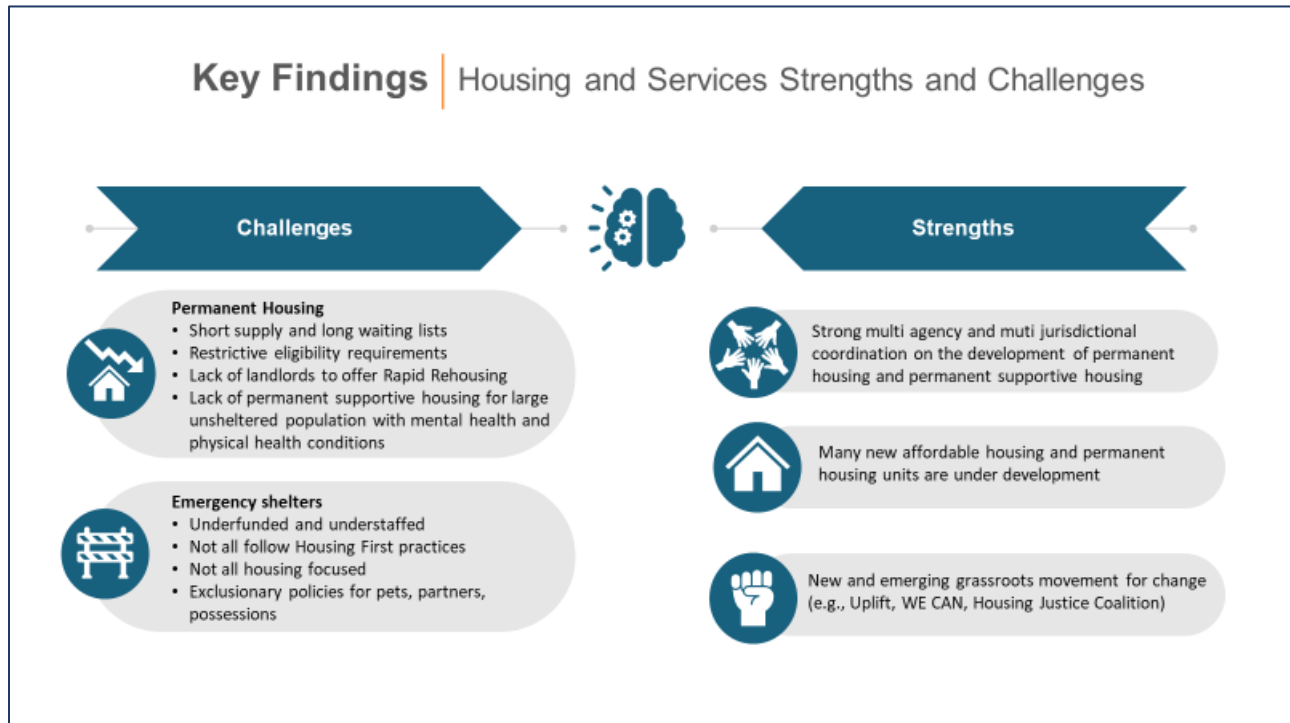 Key Findings | Housing and Services Strengths and Challenges
Challenges
Permanent Housing
• Short supply and long waiting lists
• Restrictive eligibility requirements
• Lack of landlords to offer Rapid Rehousing
• Lack of permanent supportive housing for large
unsheltered population with mental health and
physical health conditions
Emergency shelters
• Underfunded and understaffed
• Not all follow Housing First practices
• Not all housing focused
• Exclusionary policies for pets, partners,
possessions
Strengths
Strong multi agency and muti jurisdictional
coordination on the development of permanent
housing and permanent supportive housing
Many new affordable housing and permanent
housing units are under development
New and emerging grassroots movement for change
(e.g., Uplift, WE CAN, Housing Justice Coalition)